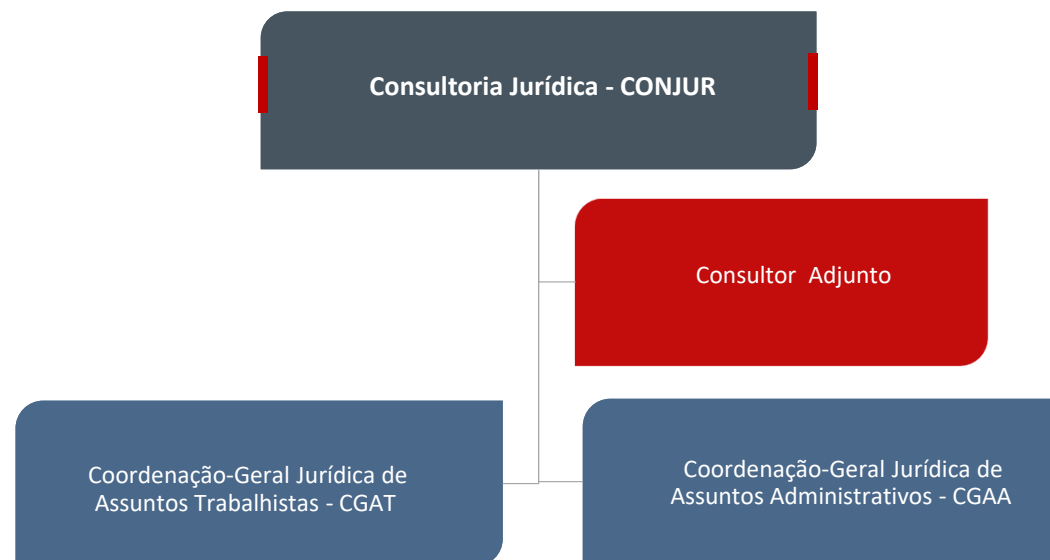 Consultoria Jurídica - CONJUR
Consultor Adjunto
Coordenação-Geral Jurídica de
Assuntos Trabalhistas - CGAT
Coordenação-Geral Jurídica de
Assuntos Administrativos - CGAA